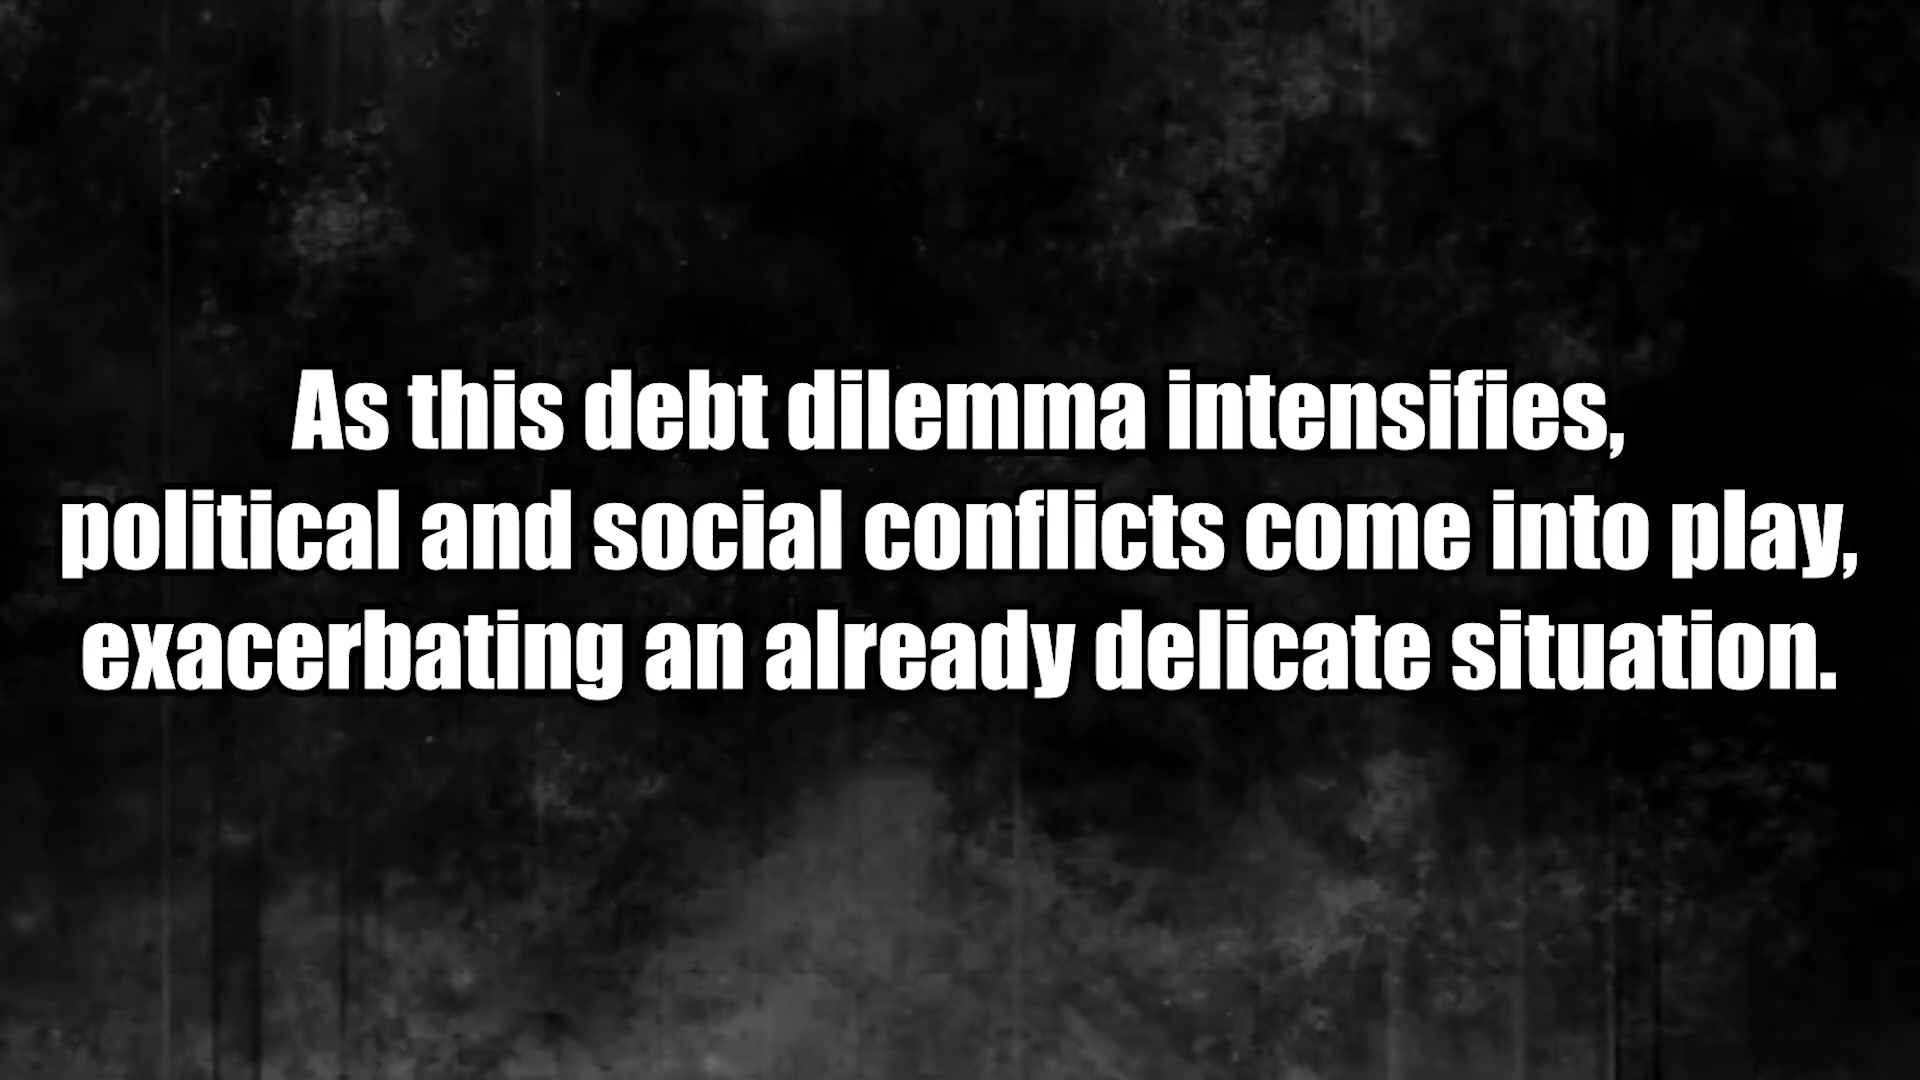 As this debt dilemma intensifies,
political and social conflicts come into play,
exacerbating an already delicate situation.